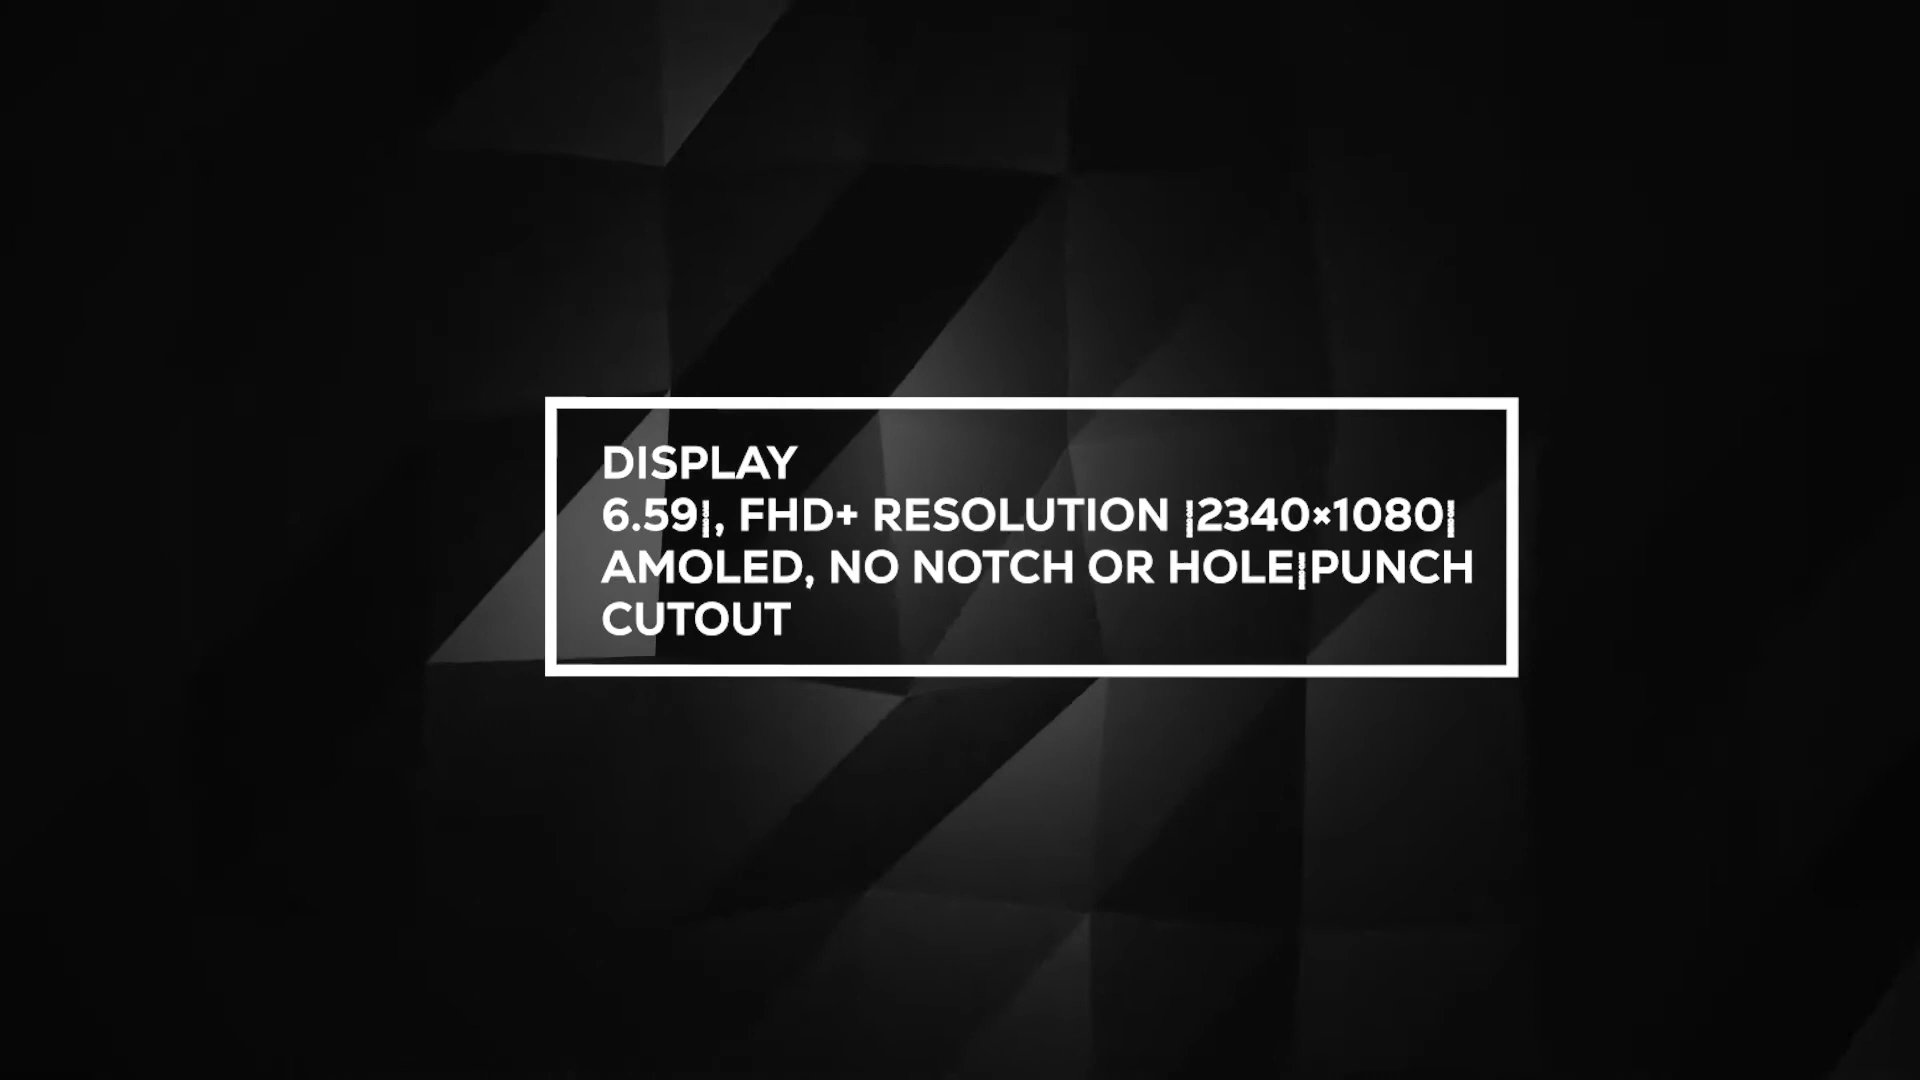 DISPLAY
6.59¦, FHD+ RESOLUTION ¦2340×1080¦
AMOLED, NO NOTCH OR HOLE¦PUNCH
CUTOUT